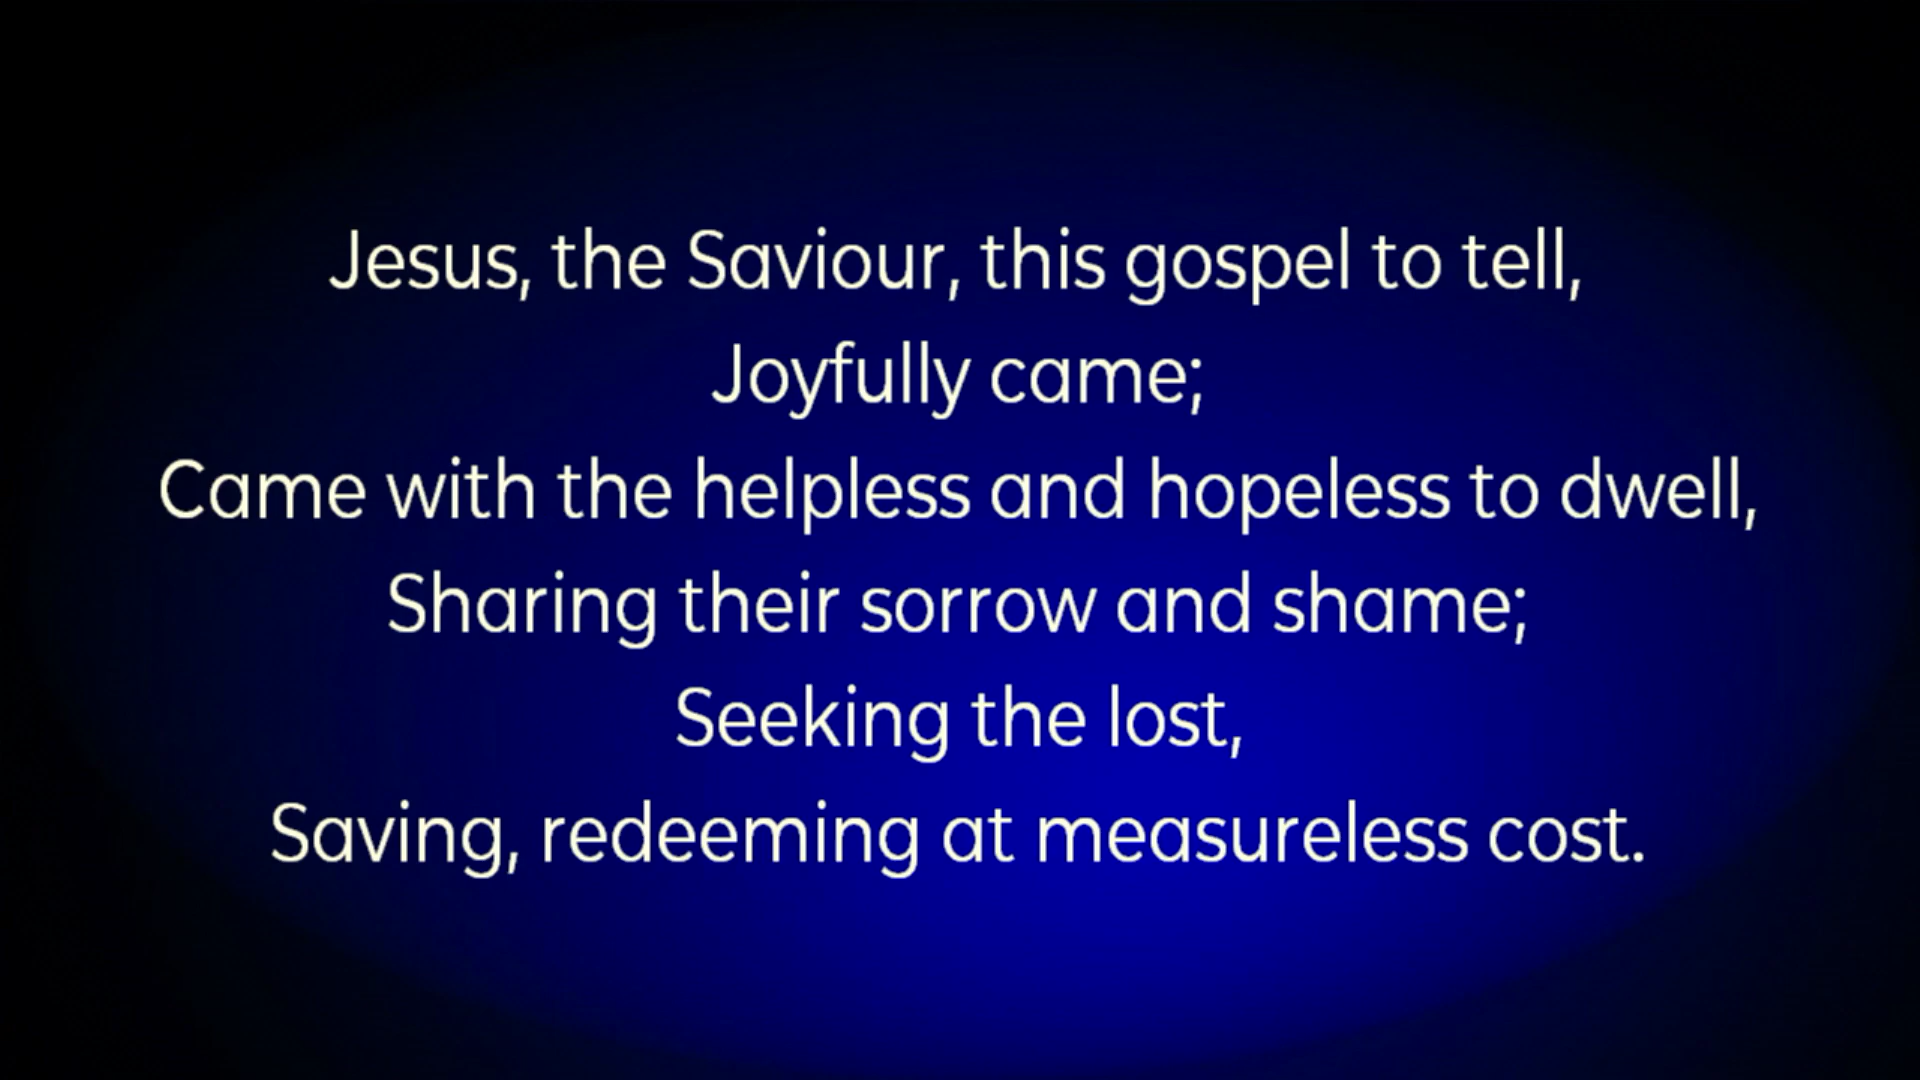 Jesus, the Saviour, this gospel to tell,
Joyfully came;
Came with the helpless and hopeless to dwell,
Sharing their sorrow and shame;
Seeking the lost,
Saving, redeeming at measureless cost.